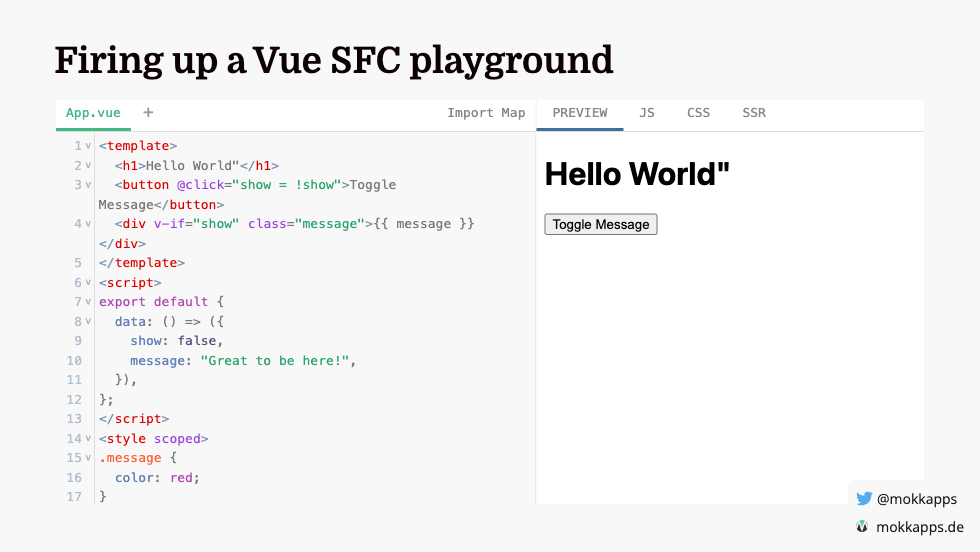 Firing up a Vue SFC playground
App.vue + Import Map PREVIEW JS CSS SSR
1 <template>
2   <h1>Hello World"</h1>
3   <button @click="show = !show">Toggle
Message</button>
4   <div v-if="show" class="message">{{ message }}
</div>
5 </template>
6 <script>
7 export default {
8   data: () => ({
9     show: false,
10     message: "Great to be here!",
11   }),
12 };
13 </script>
14 <style scoped>
15 .message {
16   color: red;
17 }
Hello World"
Toggle Message
@mokkapps
mokkapps.de